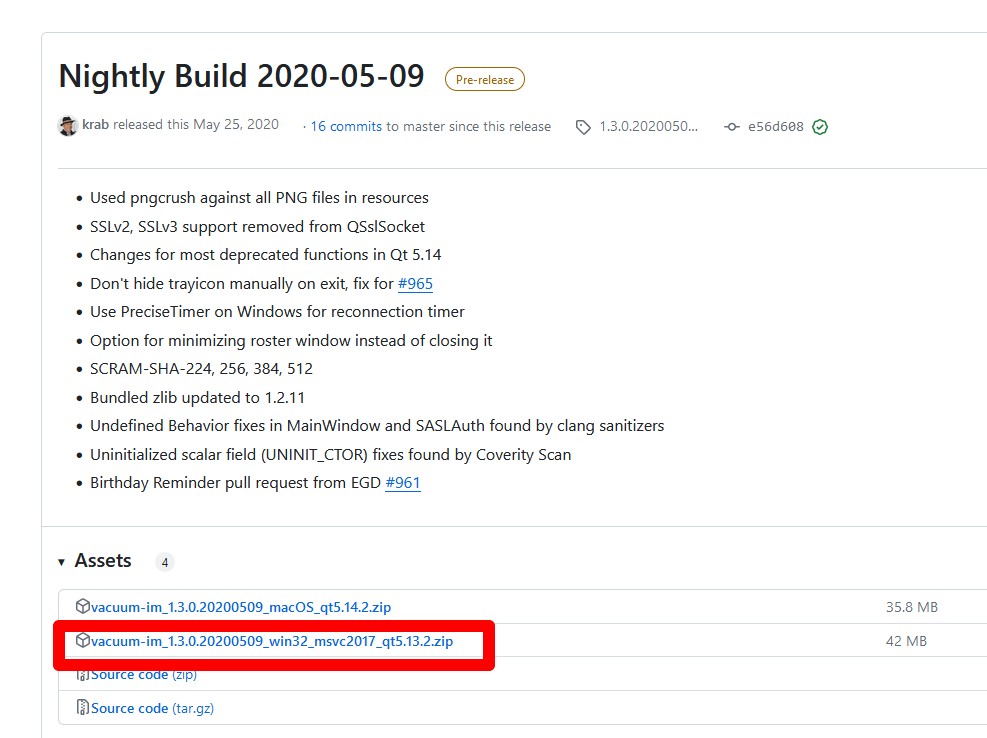 Nightly Build 2020-05-09 Pre-release
krab released this May 25, 2020 · 16 commits to master since this release 1.3.0.2020050... e56d608
• Used pngcrush against all PNG files in resources
• SSLv2, SSLv3 support removed from QSslSocket
• Changes for most deprecated functions in Qt 5.14
• Don't hide trayicon manually on exit, fix for #965
• Use PreciseTimer on Windows for reconnection timer
• Option for minimizing roster window instead of closing it
• SCRAM-SHA-224, 256, 384, 512
• Bundled zlib updated to 1.2.11
• Undefined Behavior fixes in MainWindow and SASLAuth found by clang sanitizers
• Uninitialized scalar field (UNINIT_CTOR) fixes found by Coverity Scan
• Birthday Reminder pull request from EGD #961
Assets 4
vacuum-im_1.3.0.20200509_macOS_qt5.14.2.zip 35.8 MB
vacuum-im_1.3.0.20200509_win32_msvc2017_qt5.13.2.zip 42 MB
Source code (zip)
Source code (tar.gz)